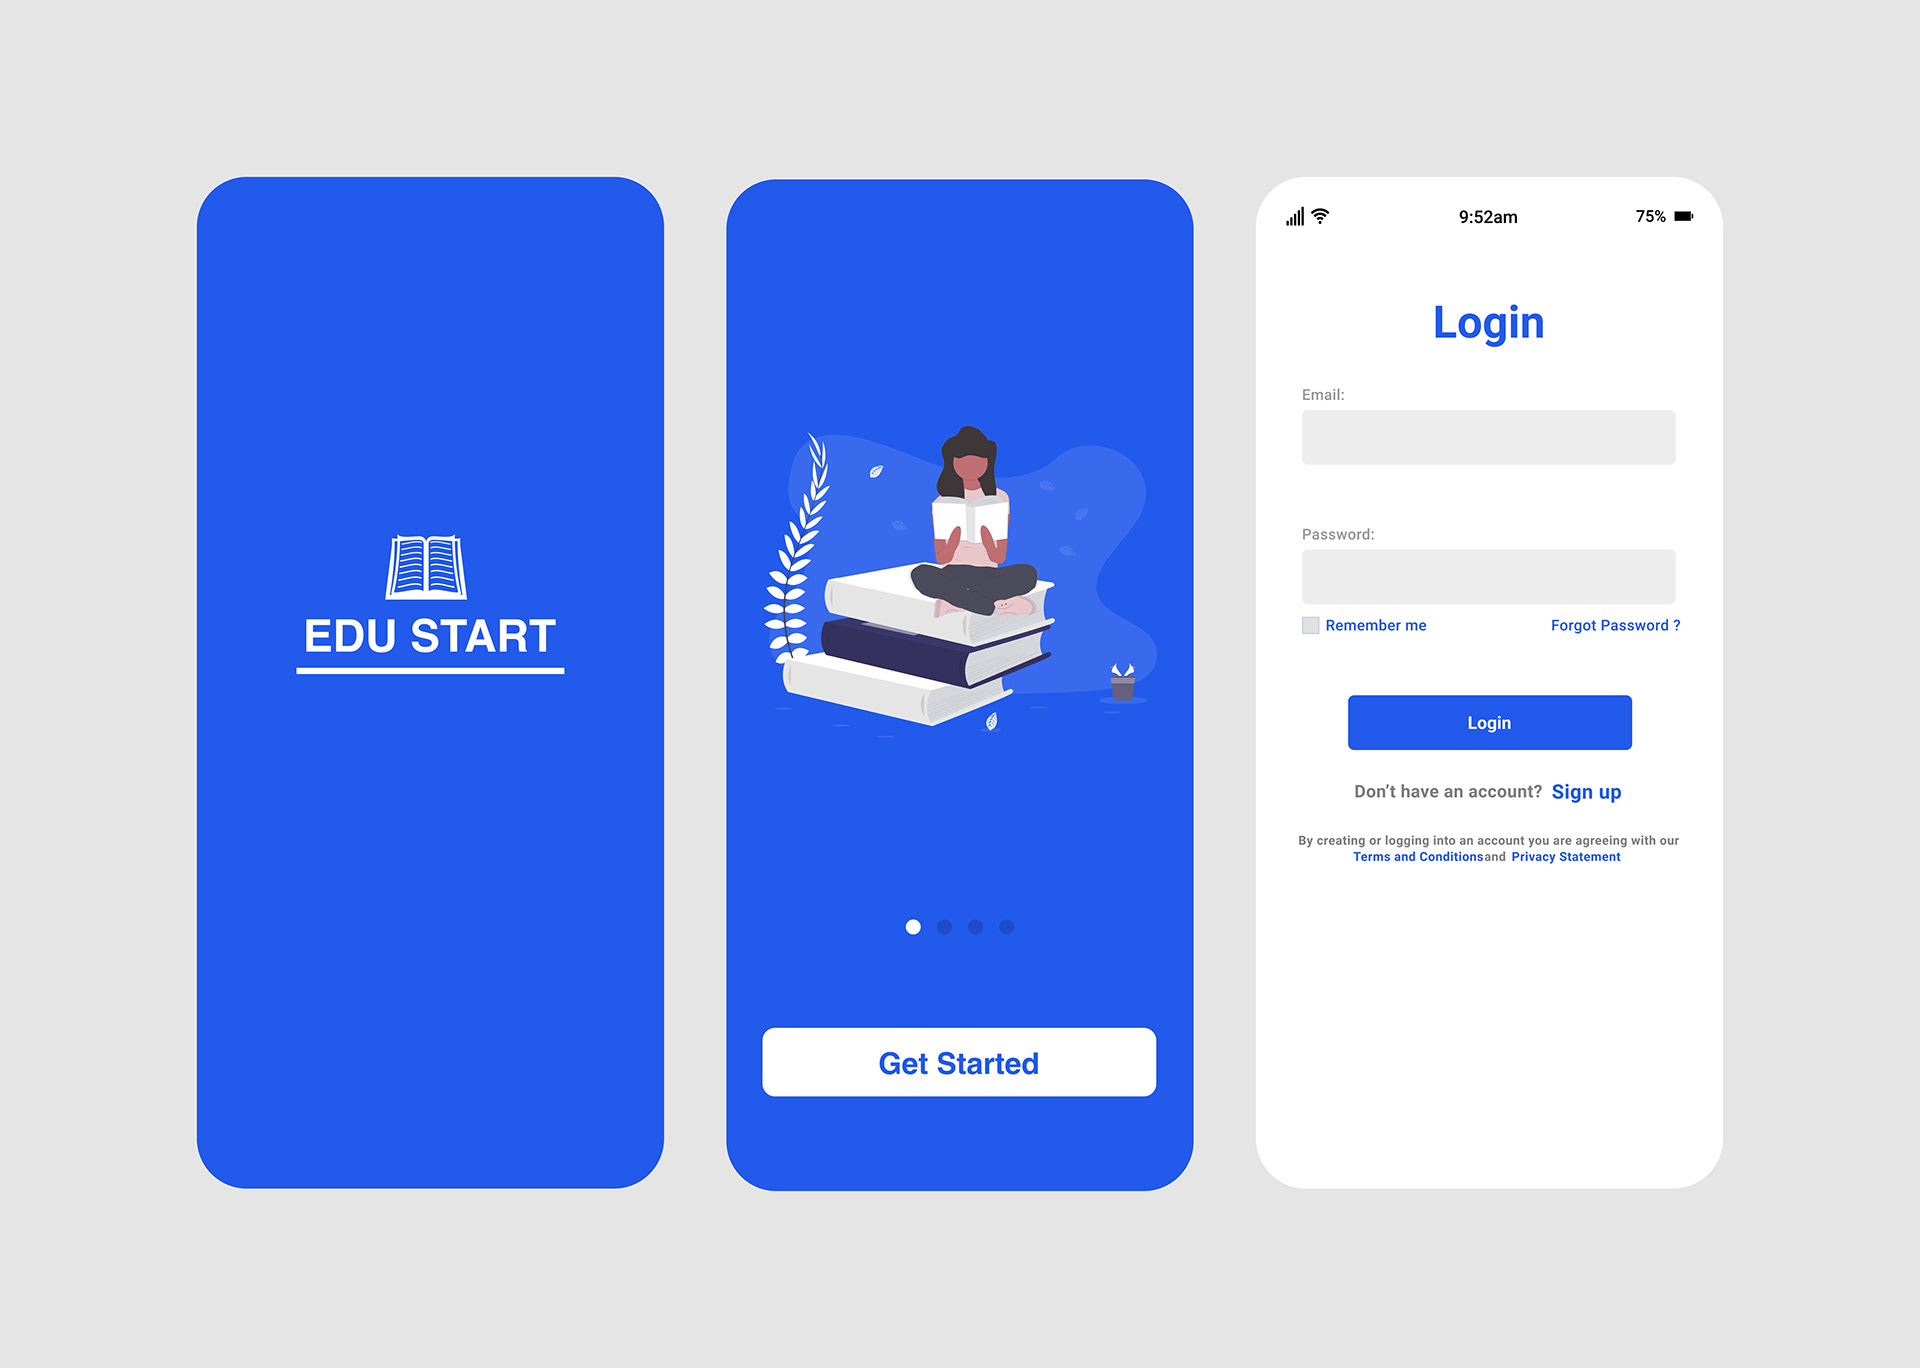 EDU START
Get Started
9:52am
75%
Login
Email:
Password:
Remember me
Forgot Password ?
Login
Don't have an account? Sign up
By creating or logging into an account you are agreeing with our
Terms and Conditionsand Privacy Statement